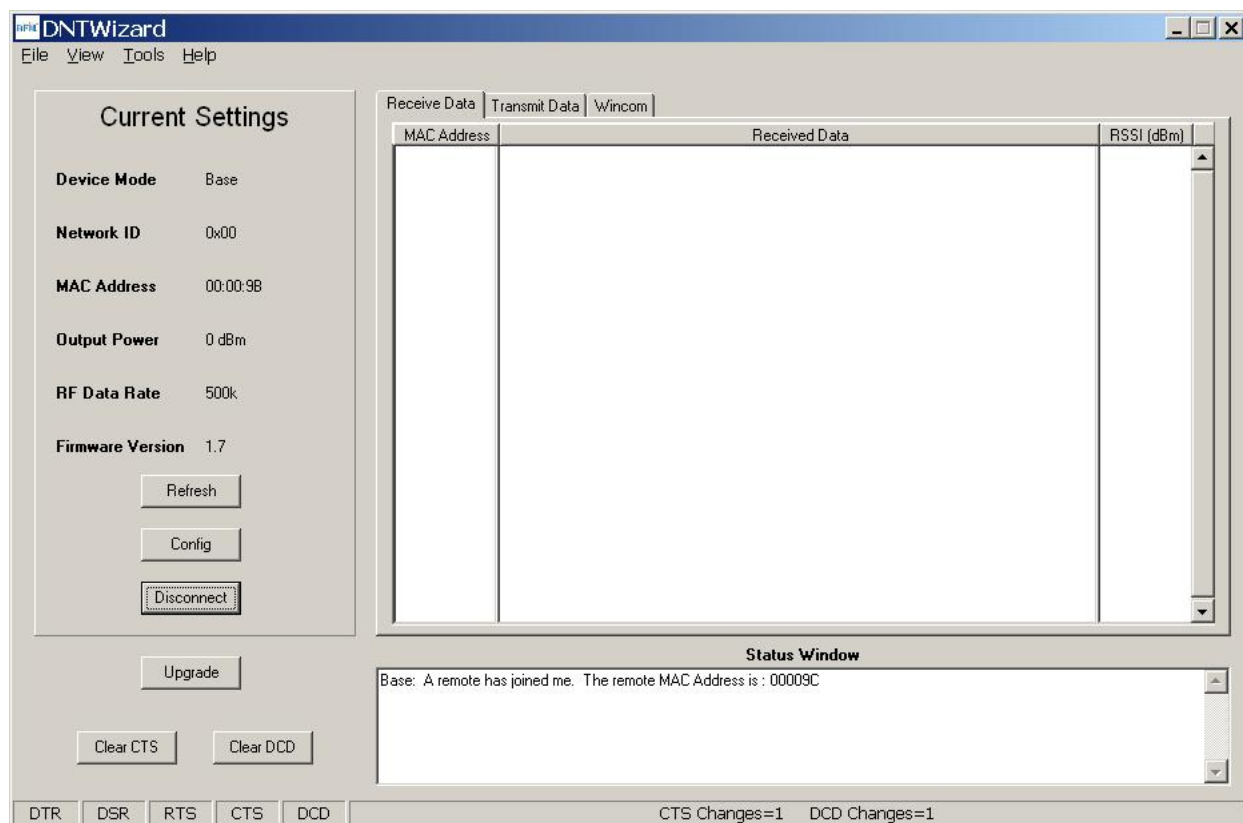 RFM DNTWizard
File View Tools Help
Current Settings
Device Mode Base
Network ID 0x00
MAC Address 00:00:9B
Output Power 0 dBm
RF Data Rate 500k
Firmware Version 1.7
Refresh
Config
Disconnect
Upgrade
Clear CTS Clear DCD
Receive Data Transmit Data Wincom
MAC Address Received Data RSSI (dBm)
Status Window
Base: A remote has joined me. The remote MAC Address is : 00009C
DTR DSR RTS CTS DCD CTS Changes=1 DCD Changes=1